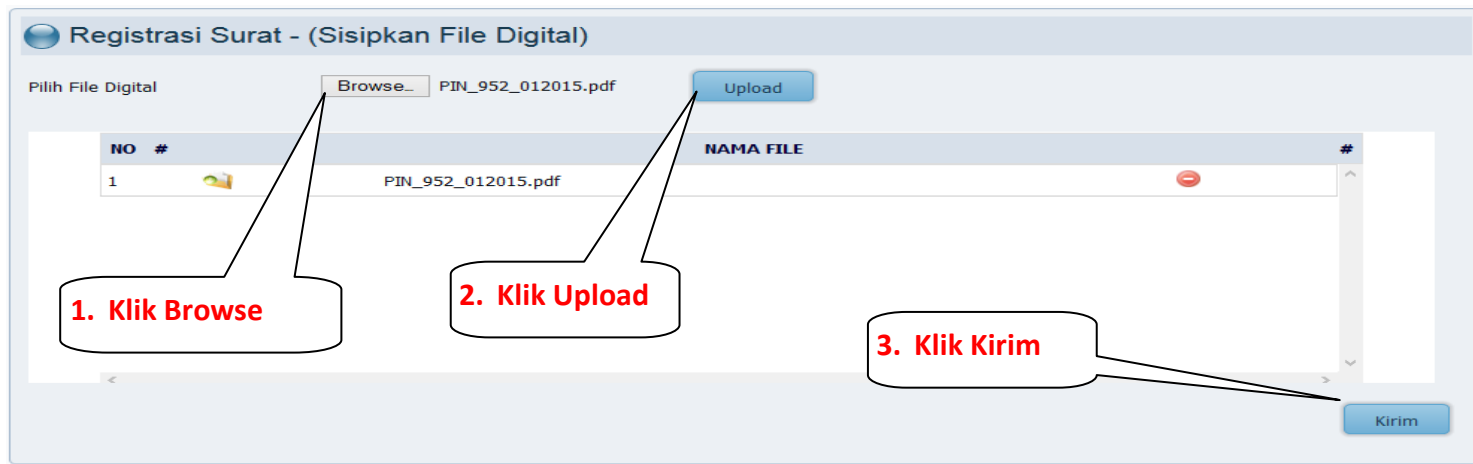 Registrasi Surat - (Sisipkan File Digital)
Pilih File Digital Browse_ PIN_952_012015.pdf Upload
NO # NAMA FILE #
1 PIN_952_012015.pdf
1. Klik Browse
2. Klik Upload
3. Klik Kirim
Kirim